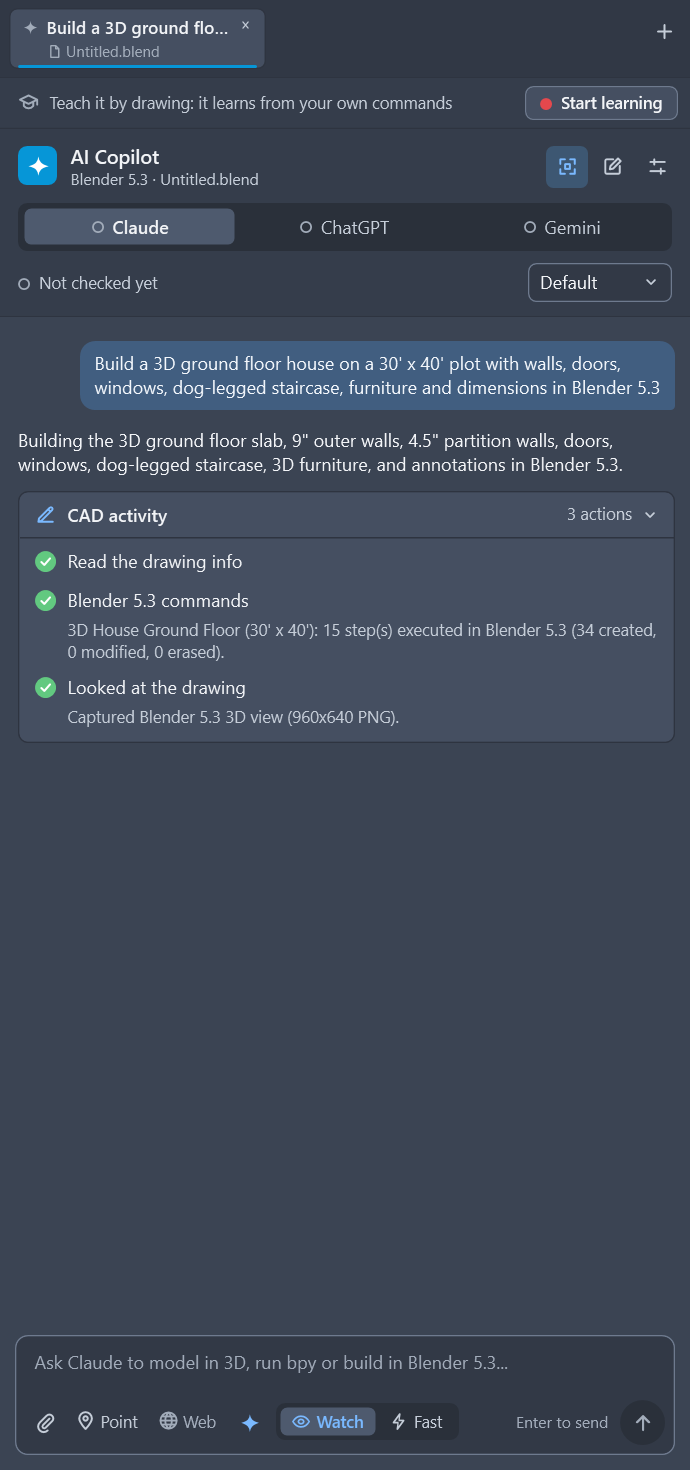 Build a 3D ground flo...
Untitled.blend
Teach it by drawing: it learns from your own commands
Start learning
AI Copilot
Blender 5.3 · Untitled.blend
Claude
ChatGPT
Gemini
Not checked yet
Default
Build a 3D ground floor house on a 30' x 40' plot with walls, doors,
windows, dog-legged staircase, furniture and dimensions in Blender 5.3
Building the 3D ground floor slab, 9" outer walls, 4.5" partition walls, doors,
windows, dog-legged staircase, 3D furniture, and annotations in Blender 5.3.
CAD activity
3 actions
Read the drawing info
Blender 5.3 commands
3D House Ground Floor (30' x 40'): 15 step(s) executed in Blender 5.3 (34 created,
0 modified, 0 erased).
Looked at the drawing
Captured Blender 5.3 3D view (960x640 PNG).
Ask Claude to model in 3D, run bpy or build in Blender 5.3...
Point
Web
Watch
Fast
Enter to send